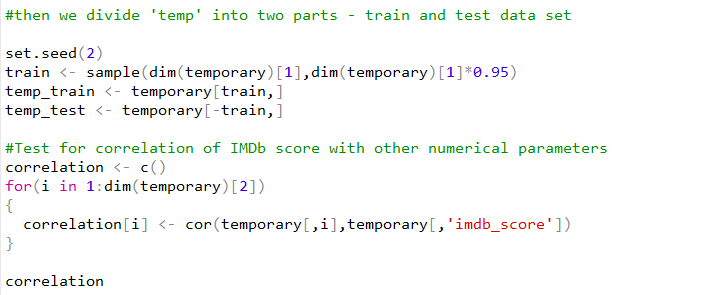 #then we divide 'temp' into two parts - train and test data set
set.seed(2)
train <- sample(dim(temporary)[1],dim(temporary)[1]*0.95)
temp_train <- temporary[train,]
temp_test <- temporary[-train,]
#Test for correlation of IMDb score with other numerical parameters
correlation <- c()
for(i in 1:dim(temporary)[2])
{
  correlation[i] <- cor(temporary[,i],temporary[,'imdb_score'])
}
correlation